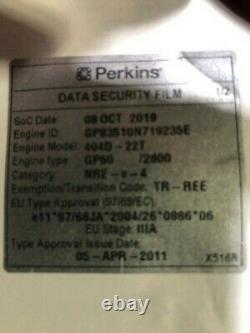 Perkins
DATA SECURITY FILM 1/2
SoC Date: 08 OCT 2019
Engine ID: GP83510N719235E
Engine Model: 404D-22T
Engine type: GP60 /2800
Category: NRE-v-4
Exemption/Transition Code: TR-REE
EU Type Approval (97/68/EC):
e11*97/68JA*2004/26*0986*06
EU Stage: IIIA
Type Approval Issue Date:
05-APR-2011 X516R